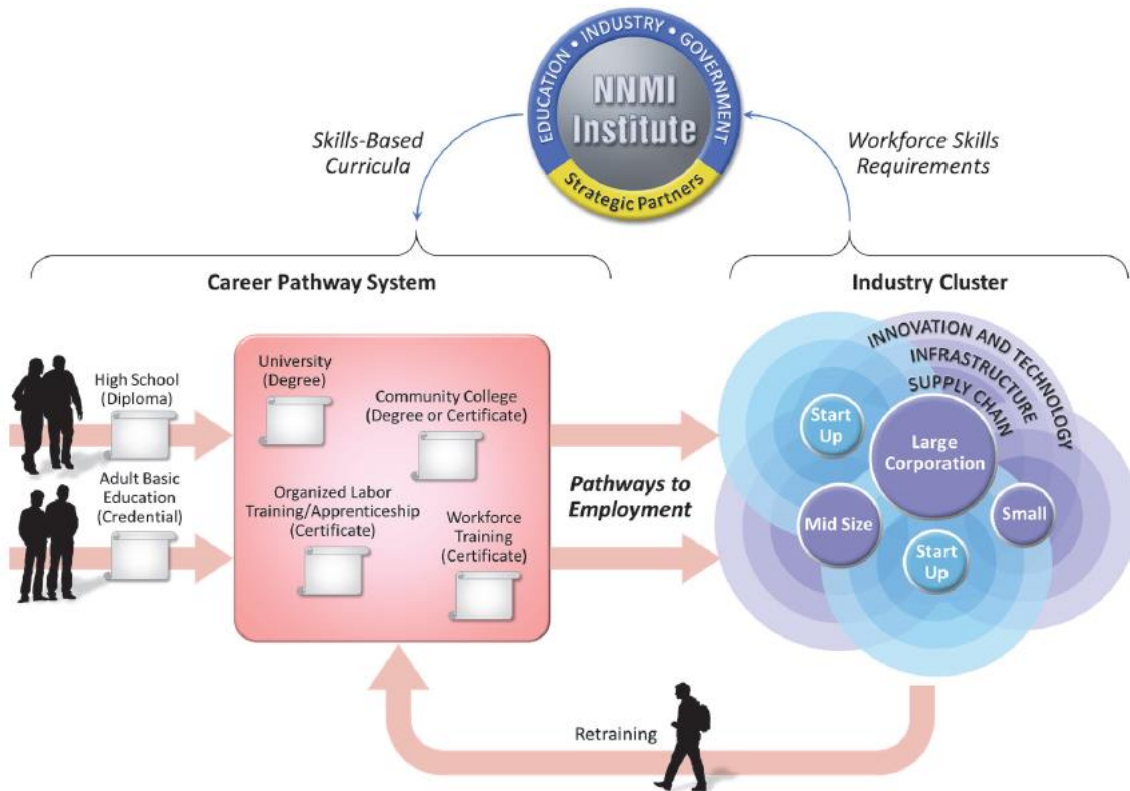 EDUCATION • INDUSTRY • GOVERNMENT
NNMI
Institute
Strategic Partners
Skills-Based
Curricula
Workforce Skills
Requirements
Career Pathway System
Industry Cluster
High School
(Diploma)
Adult Basic
Education
(Credential)
University
(Degree)
Community College
(Degree or Certificate)
Organized Labor
Training/Apprenticeship
(Certificate)
Workforce
Training
(Certificate)
Pathways to
Employment
INNOVATION AND TECHNOLOGY
INFRASTRUCTURE
SUPPLY CHAIN
Start
Up
Large
Corporation
Mid Size
Small
Start
Up
Retraining